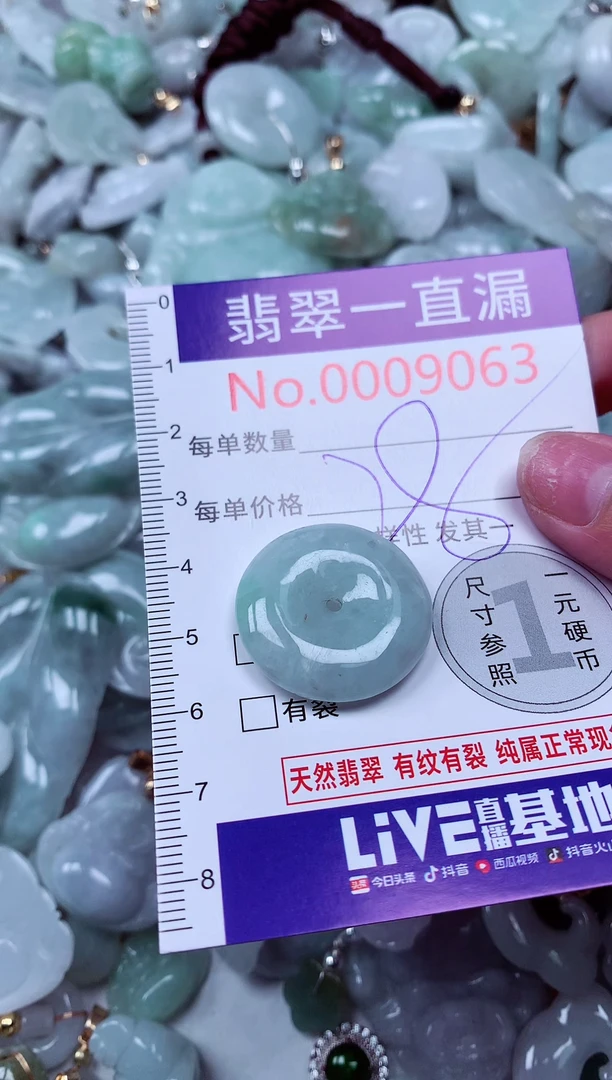 0
翡翠一直漏
No.0009063
1
2
每单数量
3
每单价格
样性 发其一
4
5
6
有裂
7
8
尺寸参照
1
一元硬币
天然翡翠 有纹有裂 纯属正常现
LiVE直播基地
今日头条 抖音 西瓜视频 抖音火山